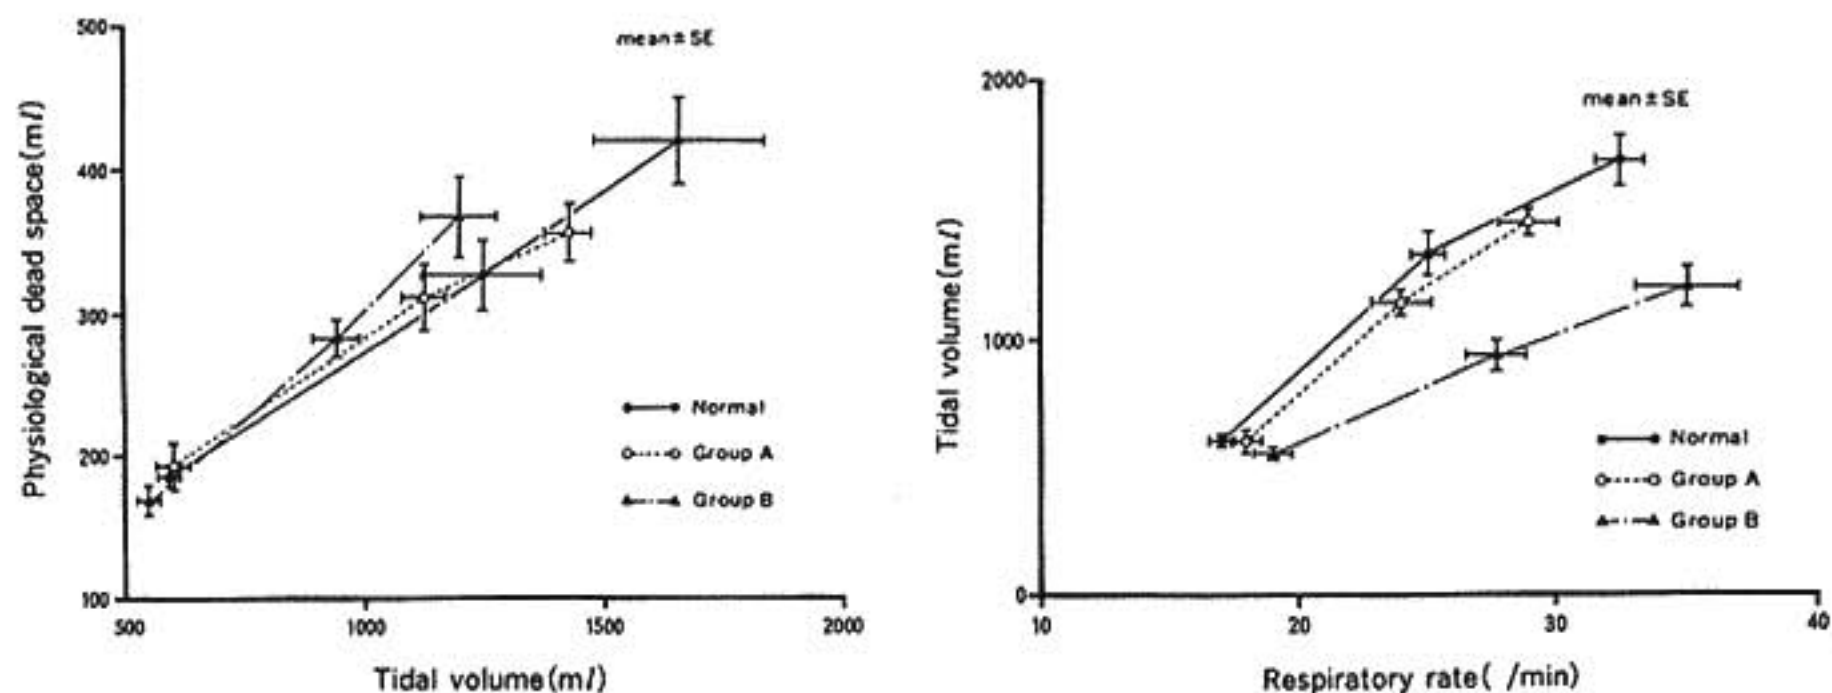 500
400
300
200
100
500
1000
1500
2000
Physiological dead space(ml)
Tidal volume(ml)
mean ± SE
Normal
Group A
Group B
2000
1000
0
10
20
30
40
Tidal volume(ml)
Respiratory rate( /min)
mean ± SE
Normal
Group A
Group B